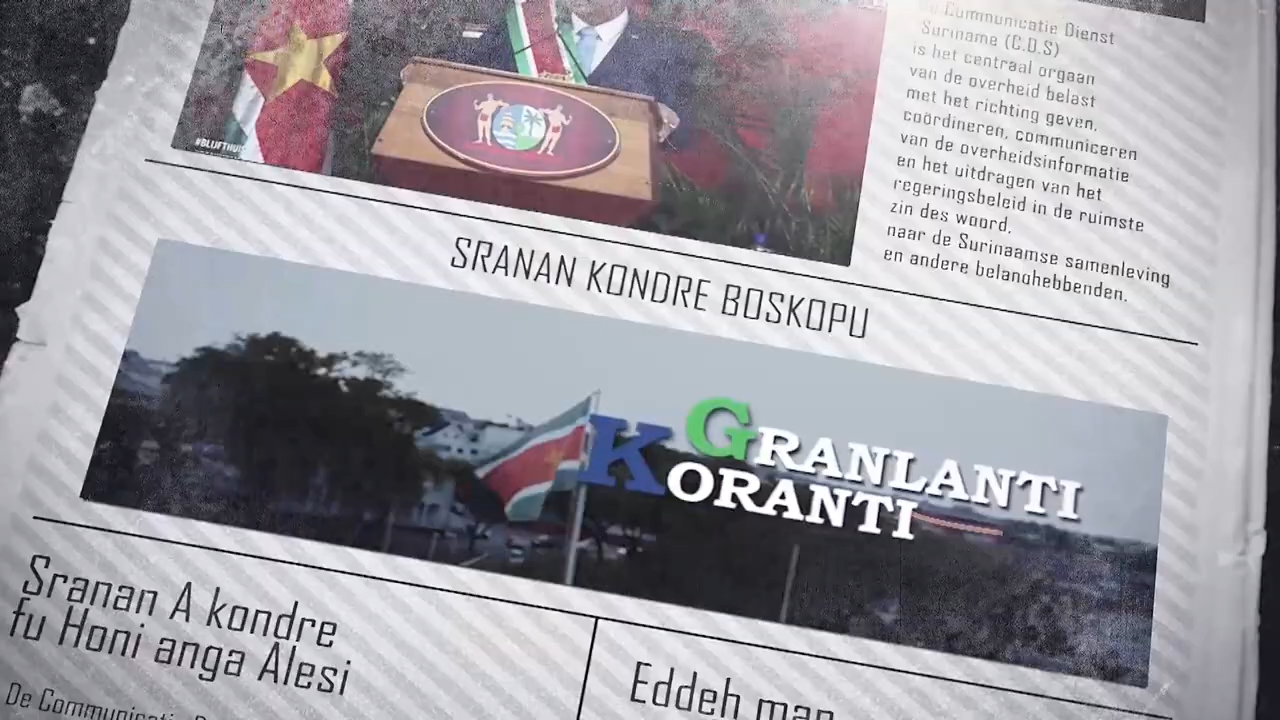 #BLUFTHUIS
Communicatie Dienst
Suriname (C.D.S)
is het centraal orgaan
van de overheid belast
met het richting geven,
coördineren, communiceren
van de overheidsinformatie
en het uitdragen van het
regeringsbeleid in de ruimste
zin des woord,
naar de Surinaamse samenleving
en andere belanghebbenden.
SRANAN KONDRE BOSKOPU
GRANLANTI
KORANTI
Sranan A kondre
fu Honi anga Alesi
De Communicatie
Eddeh man